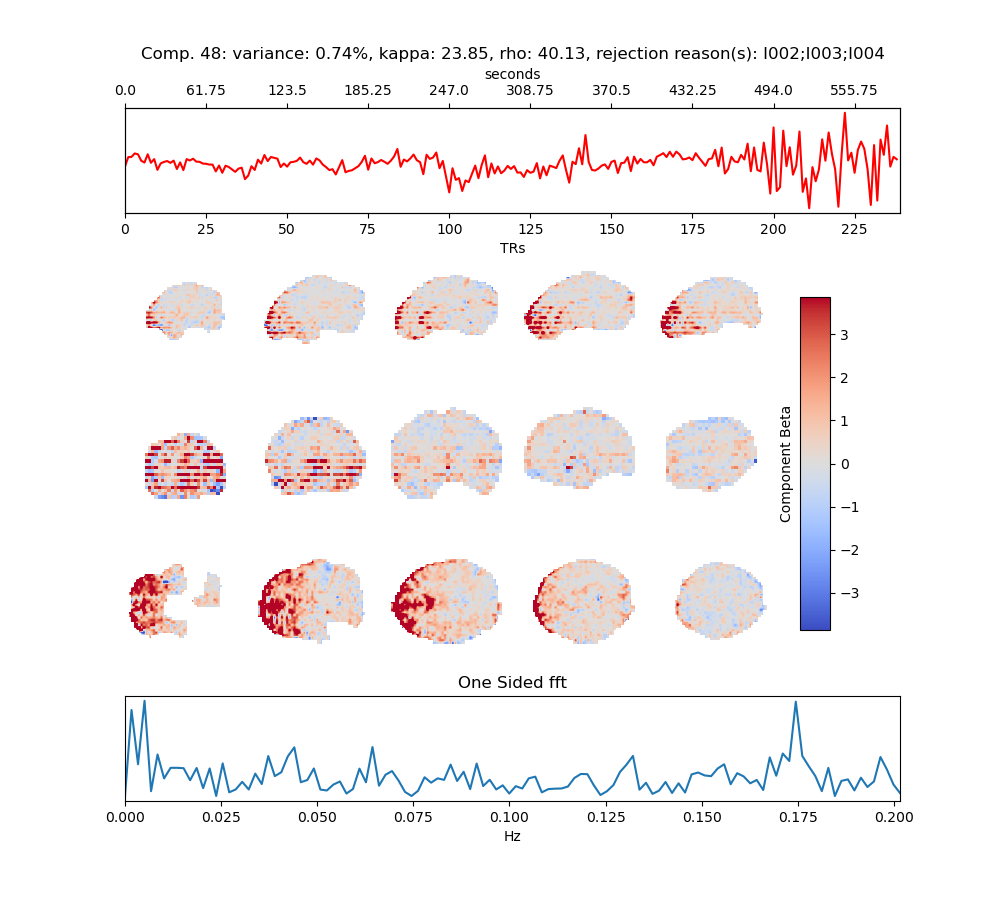 Comp. 48: variance: 0.74%, kappa: 23.85, rho: 40.13, rejection reason(s): I002;I003;I004
seconds
0.0 61.75 123.5 185.25 247.0 308.75 370.5 432.25 494.0 555.75
0 25 50 75 100 125 150 175 200 225
TRs
3
2
1
0
−1
−2
−3
Component Beta
One Sided fft
0.000 0.025 0.050 0.075 0.100 0.125 0.150 0.175 0.200
Hz